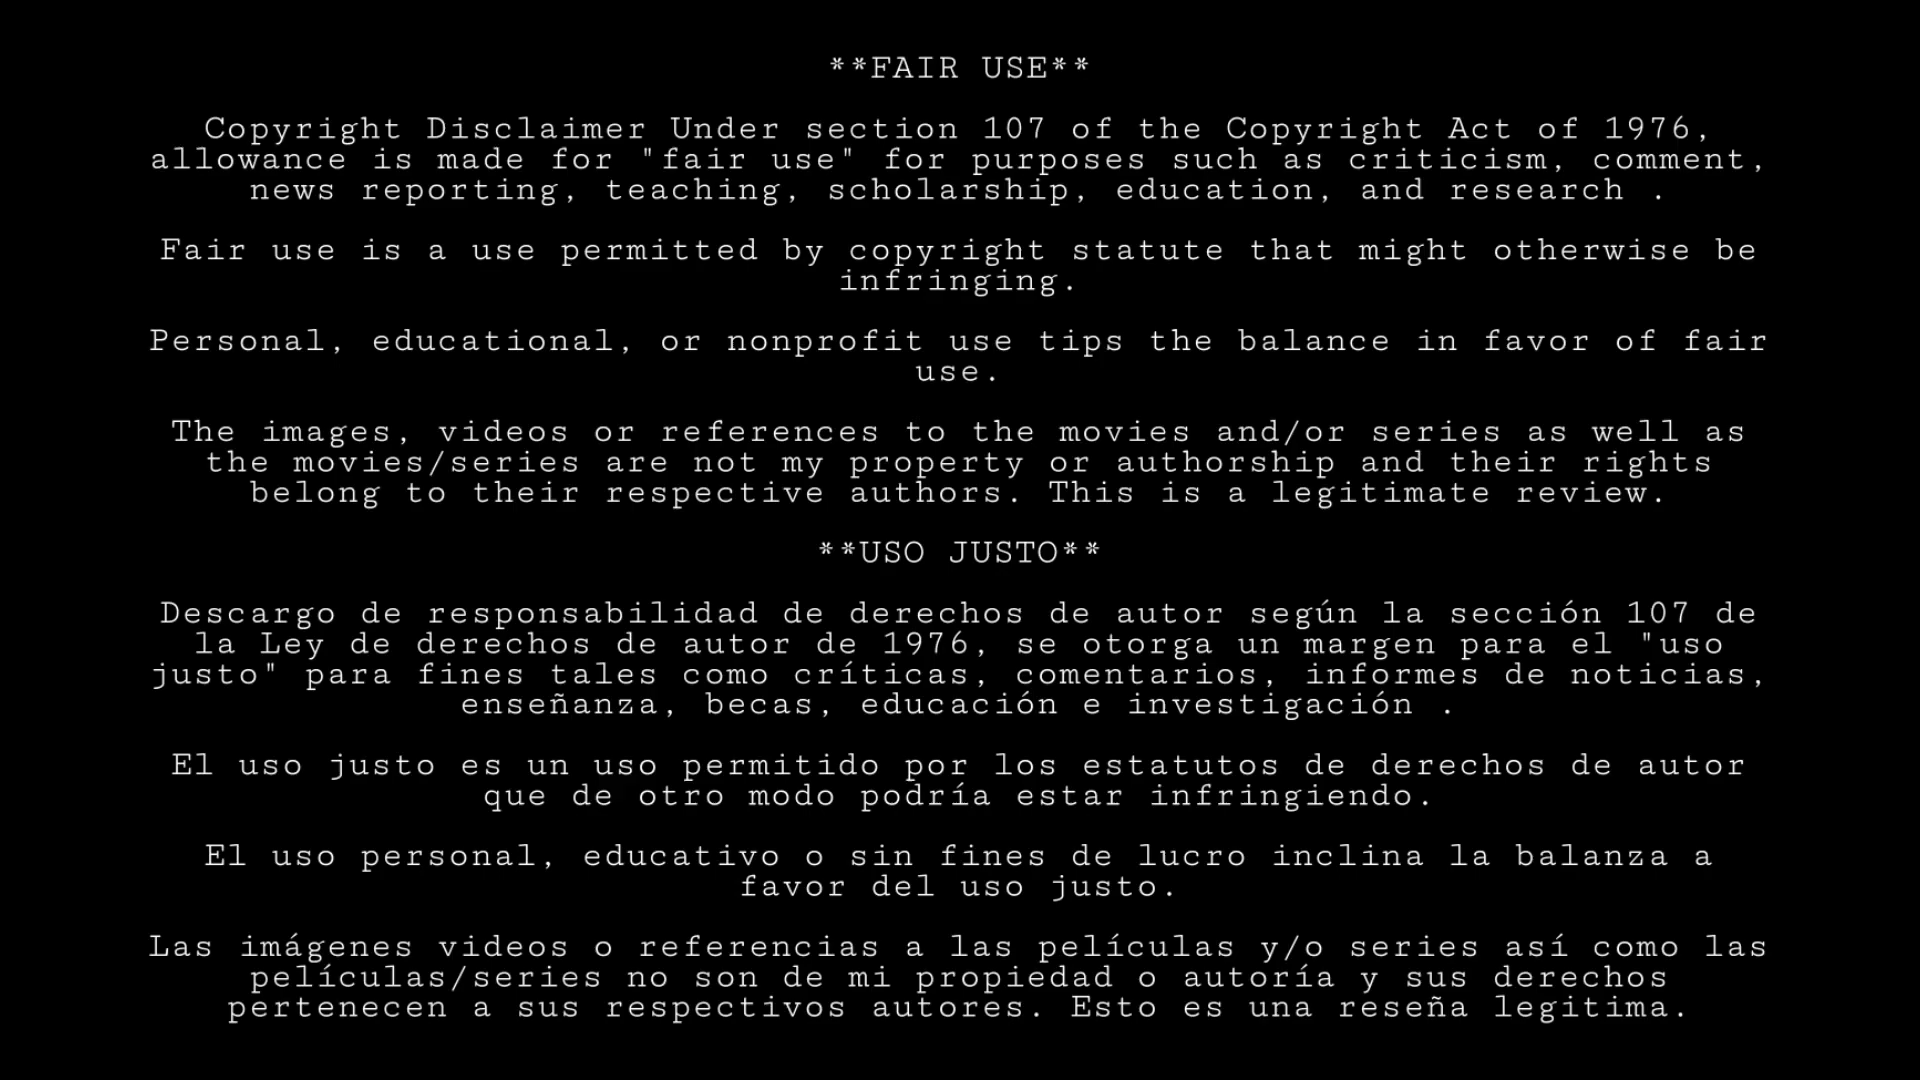 **FAIR USE**
Copyright Disclaimer Under section 107 of the Copyright Act of 1976,
allowance is made for "fair use" for purposes such as criticism, comment,
news reporting, teaching, scholarship, education, and research .
Fair use is a use permitted by copyright statute that might otherwise be
infringing.
Personal, educational, or nonprofit use tips the balance in favor of fair
use.
The images, videos or references to the movies and/or series as well as
the movies/series are not my property or authorship and their rights
belong to their respective authors. This is a legitimate review.
**USO JUSTO**
Descargo de responsabilidad de derechos de autor según la sección 107 de
la Ley de derechos de autor de 1976, se otorga un margen para el "uso
justo" para fines tales como críticas, comentarios, informes de noticias,
enseñanza, becas, educación e investigación .
El uso justo es un uso permitido por los estatutos de derechos de autor
que de otro modo podría estar infringiendo.
El uso personal, educativo o sin fines de lucro inclina la balanza a
favor del uso justo.
Las imágenes videos o referencias a las películas y/o series así como las
películas/series no son de mi propiedad o autoría y sus derechos
pertenecen a sus respectivos autores. Esto es una reseña legitima.